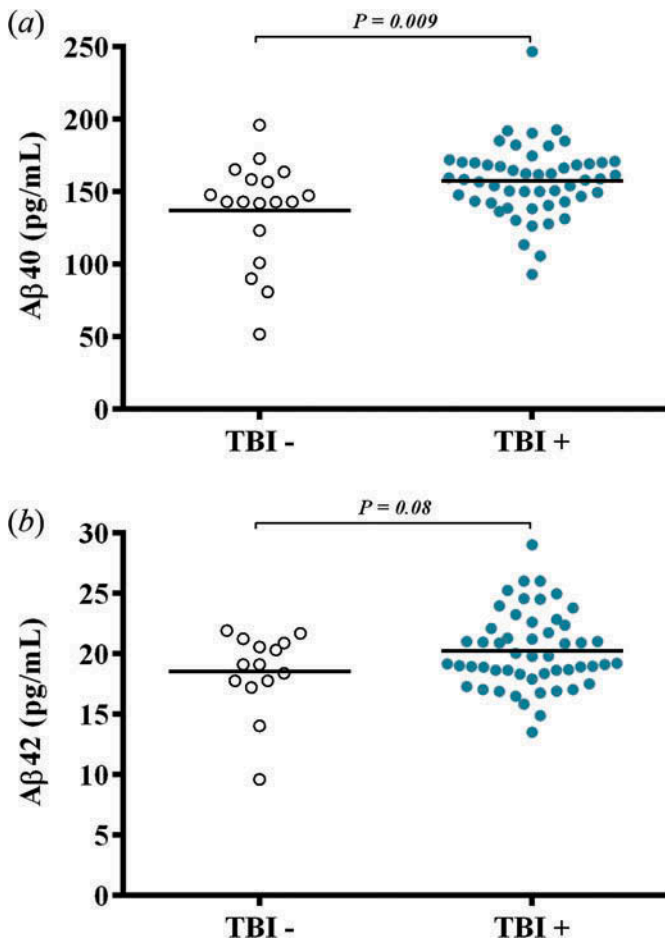 (a)
P = 0.009
Aβ40 (pg/mL)
250
200
150
100
50
0
TBI - TBI +
(b)
P = 0.08
Aβ42 (pg/mL)
30
25
20
15
10
5
0
TBI - TBI +